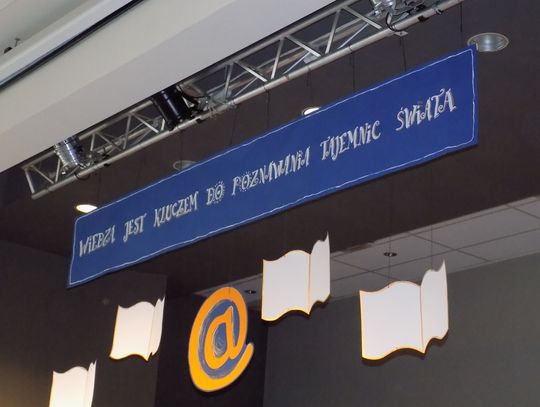 WIEDZA JEST KLUCZEM DO POZNAWANIA TAJEMNIC ŚWIATA
@